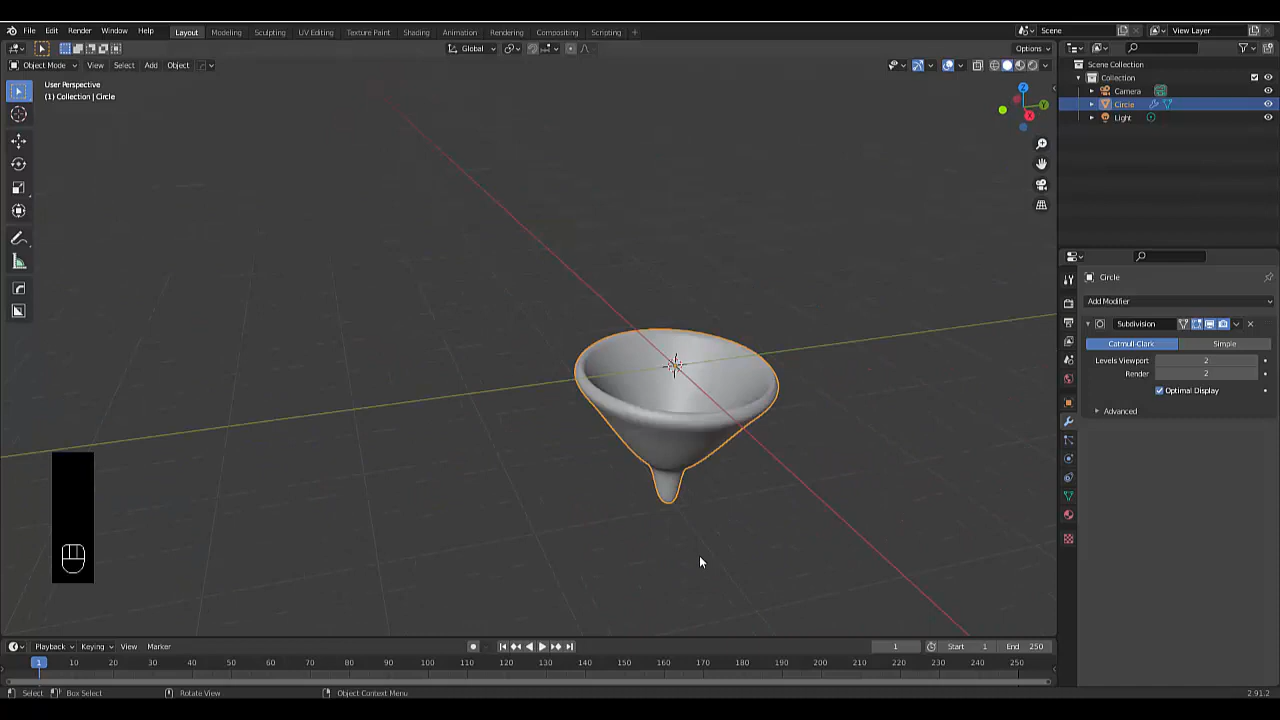 File Edit Render Window Help Layout Modeling Sculpting UV Editing Texture Paint Shading Animation Rendering Compositing Scripting Scene View Layer
Global Options
Object Mode View Select Add Object
User Perspective
(1) Collection | Circle
Z
Y
X
Scene Collection
Collection
Camera
Circle
Light
Circle
Add Modifier
Subdivision
Catmull-Clark Simple
Levels Viewport 2
Render 2
Optimal Display
Advanced
Playback Keying View Marker 1 Start 1 End 250
1 10 20 30 40 50 60 70 80 90 100 110 120 130 140 150 160 170 180 190 200 210 220 230 240 250
Select Box Select Rotate View Object Context Menu 2.91.2